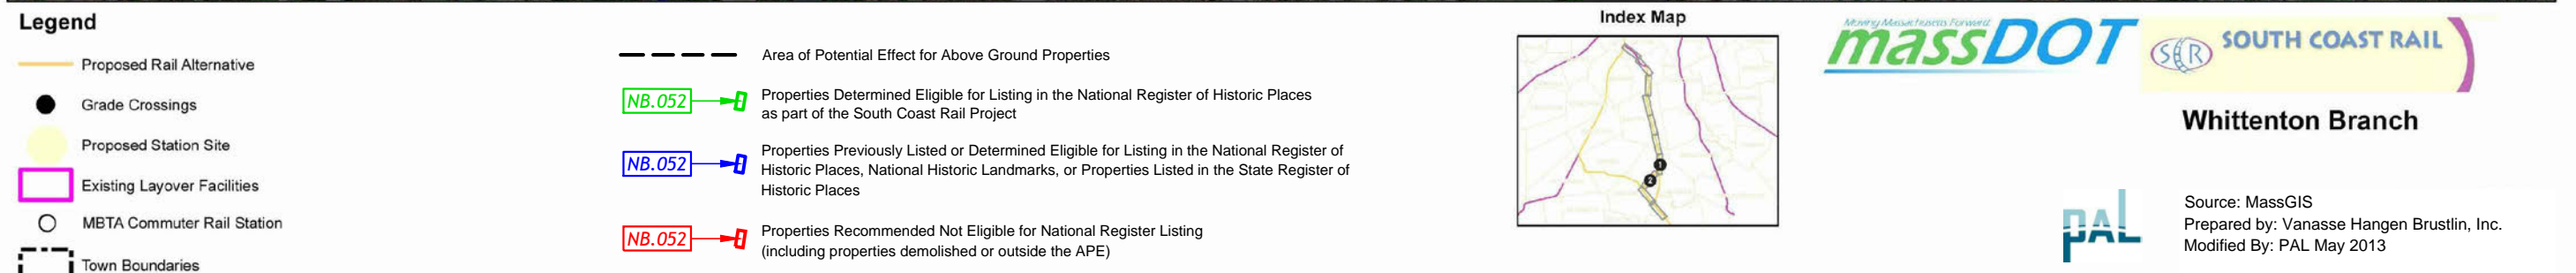 Legend
Proposed Rail Alternative
Grade Crossings
Proposed Station Site
Existing Layover Facilities
MBTA Commuter Rail Station
Town Boundaries
Area of Potential Effect for Above Ground Properties
NB.052
Properties Determined Eligible for Listing in the National Register of Historic Places
as part of the South Coast Rail Project
NB.052
Properties Previously Listed or Determined Eligible for Listing in the National Register of
Historic Places, National Historic Landmarks, or Properties Listed in the State Register of
Historic Places
NB.052
Properties Recommended Not Eligible for National Register Listing
(including properties demolished or outside the APE)
Index Map
1
2
Moving Massachusetts Forward
massDOT
SCR
SOUTH COAST RAIL
Whittenton Branch
PAL
Source: MassGIS
Prepared by: Vanasse Hangen Brustlin, Inc.
Modified By: PAL May 2013